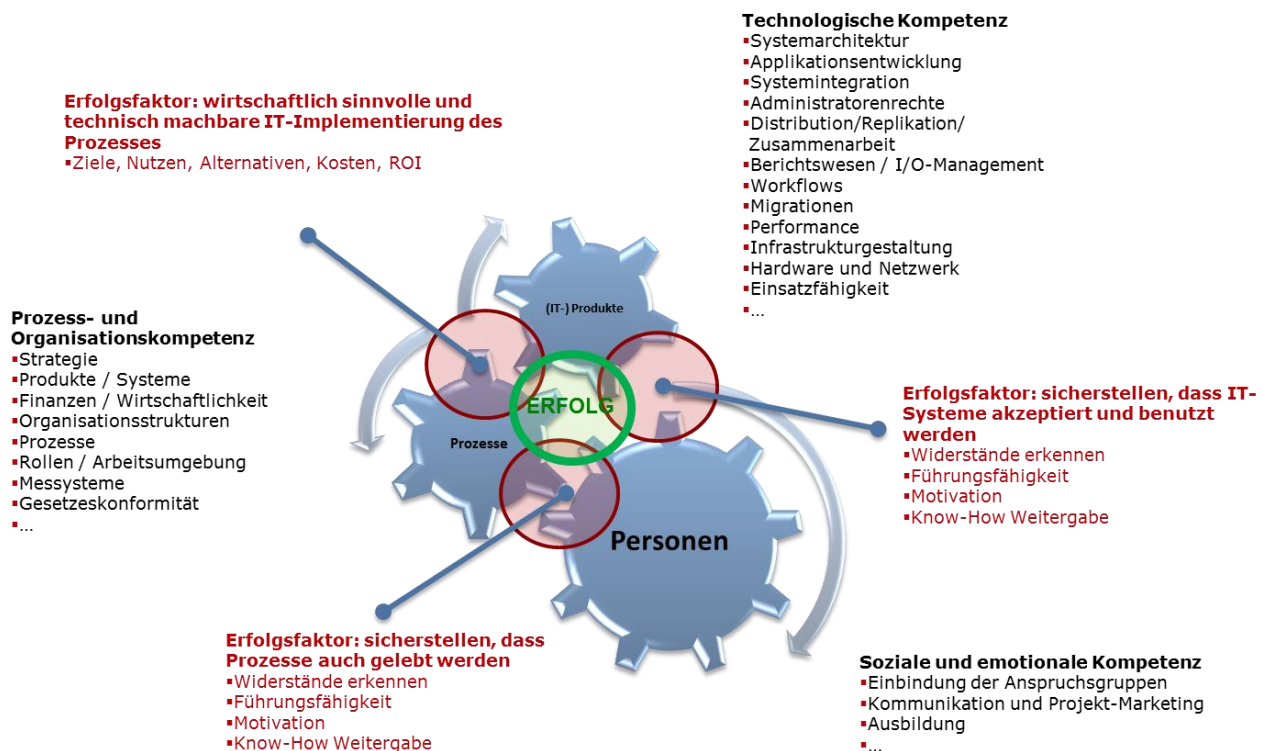 Technologische Kompetenz
▪Systemarchitektur
▪Applikationsentwicklung
▪Systemintegration
▪Administratorenrechte
▪Distribution/Replikation/
Zusammenarbeit
▪Berichtswesen / I/O-Management
▪Workflows
▪Migrationen
▪Performance
▪Infrastrukturgestaltung
▪Hardware und Netzwerk
▪Einsatzfähigkeit
▪...
Erfolgsfaktor: wirtschaftlich sinnvolle und
technisch machbare IT-Implementierung des
Prozesses
▪Ziele, Nutzen, Alternativen, Kosten, ROI
Prozess- und
Organisationskompetenz
▪Strategie
▪Produkte / Systeme
▪Finanzen / Wirtschaftlichkeit
▪Organisationsstrukturen
▪Prozesse
▪Rollen / Arbeitsumgebung
▪Messysteme
▪Gesetzeskonformität
▪...
(IT-) Produkte
ERFOLG
Prozesse
Personen
Erfolgsfaktor: sicherstellen, dass IT-
Systeme akzeptiert und benutzt
werden
▪Widerstände erkennen
▪Führungsfähigkeit
▪Motivation
▪Know-How Weitergabe
Erfolgsfaktor: sicherstellen, dass
Prozesse auch gelebt werden
▪Widerstände erkennen
▪Führungsfähigkeit
▪Motivation
▪Know-How Weitergabe
Soziale und emotionale Kompetenz
▪Einbindung der Anspruchsgruppen
▪Kommunikation und Projekt-Marketing
▪Ausbildung
▪...